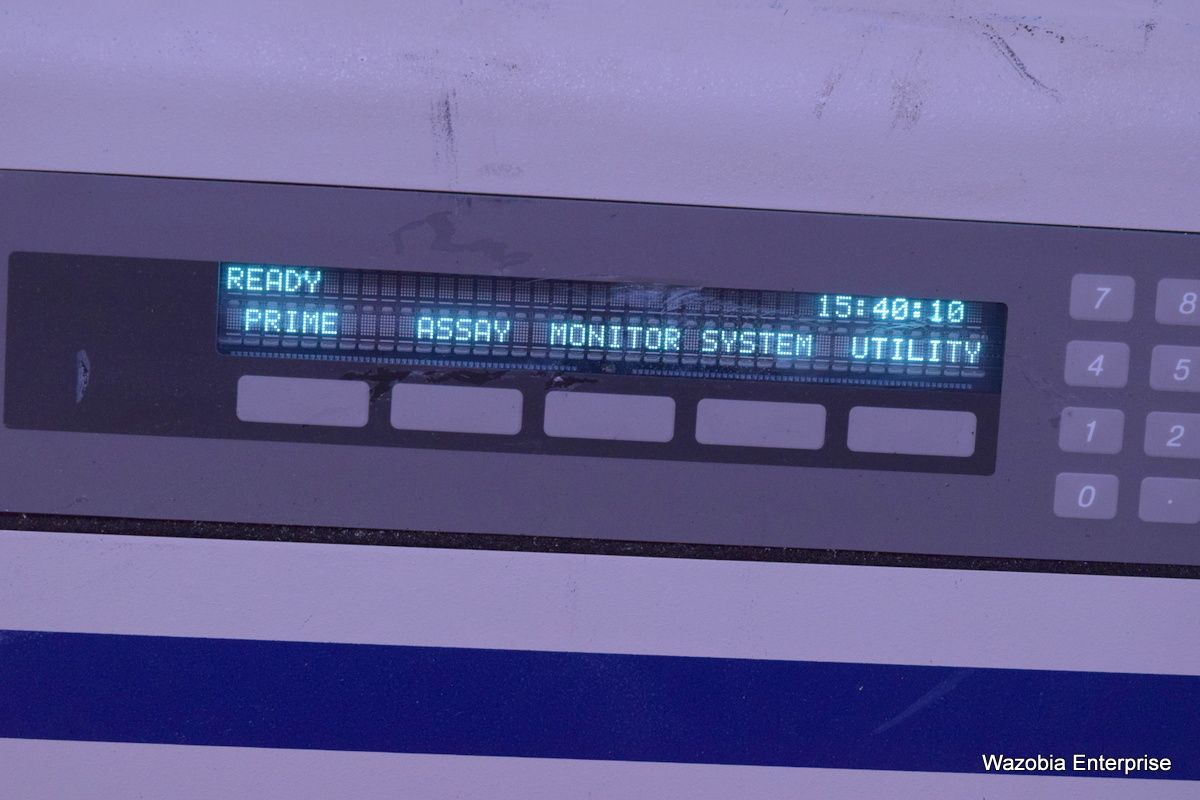 READY 15:40:10
PRIME ASSAY MONITOR SYSTEM UTILITY
7 8
4 5
1 2
0 .
Wazobia Enterprise